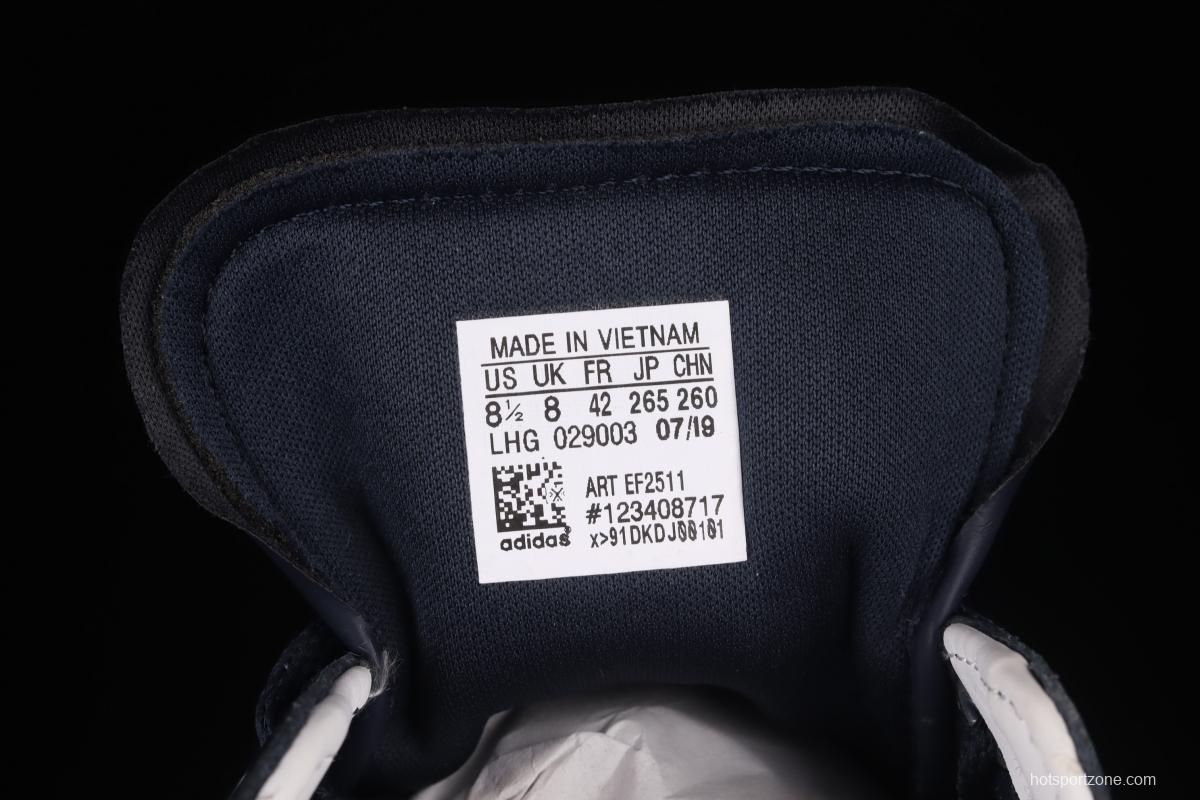 MADE IN VIETNAM
US UK FR JP CHN
8½ 8 42 265 260
LHG 029003 07/19
ART EF2511
#123408717
adidas x>91DKDJ00101
hotsportzone.com